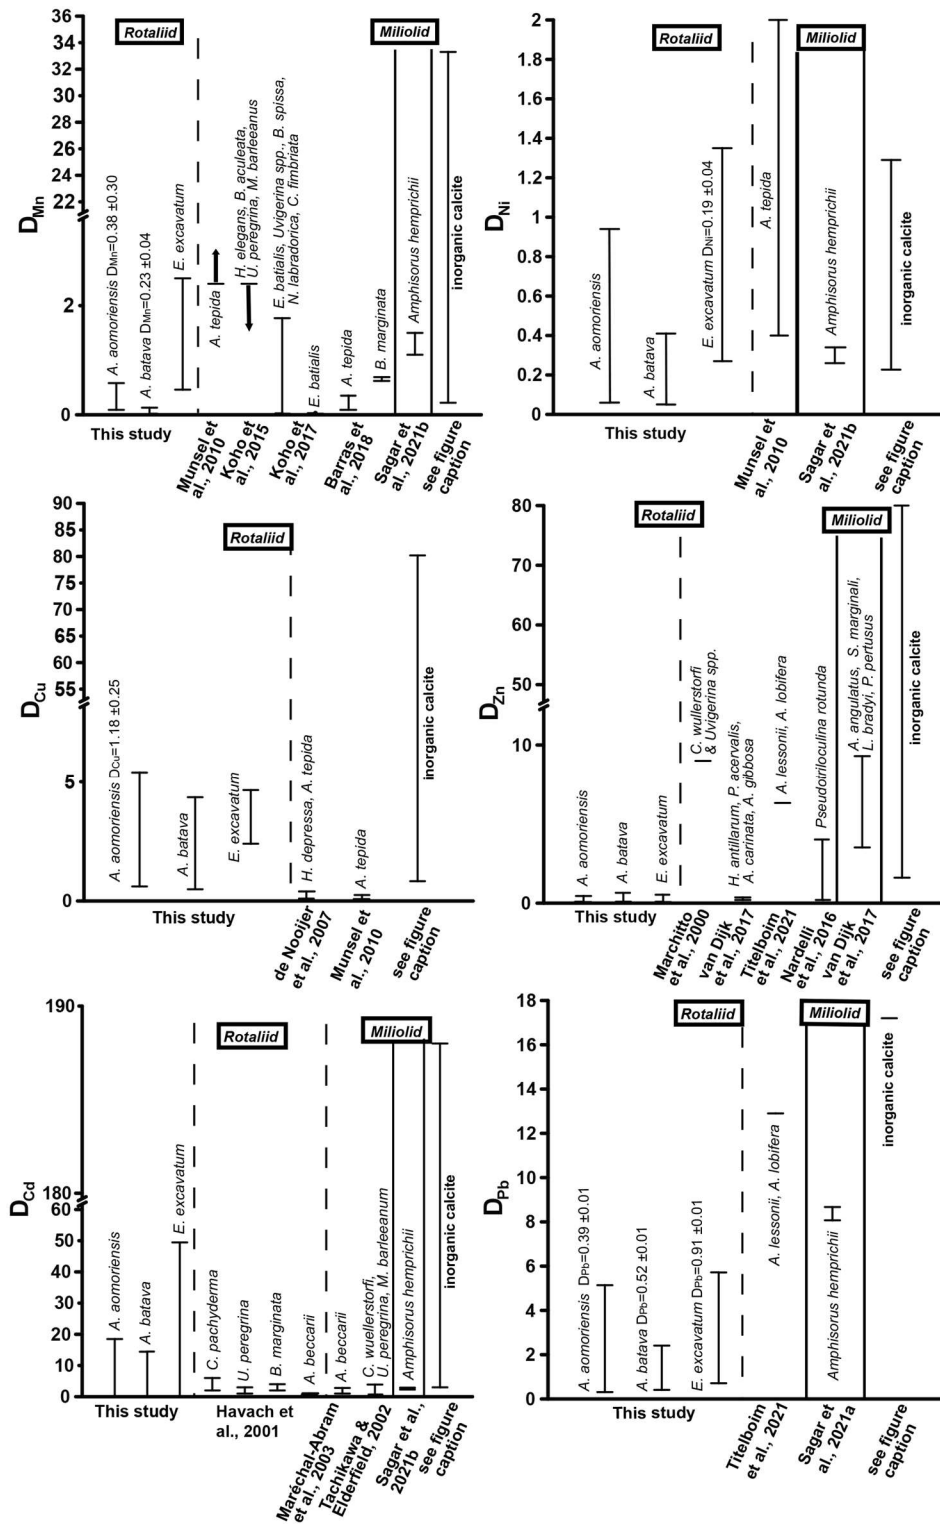 36
34
32
30
28
26
24
22
2
0
DMn
Rotaliid
Miliolid
A. aomoriensis DMn=0.38 ±0.30
A. batava DMn=0.23 ±0.04
E. excavatum
A. tepida
H. elegans, B. aculeata,
U. peregrina, M. barleeanus
E. batialis, Uvigerina spp., B. spissa,
N. labradorica, C. fimbriata
E. batialis
A. tepida
B. marginata
Amphisorus hemprichii
inorganic calcite
This study
Munsel et
al., 2010
Koho et
al., 2015
Koho et
al., 2017
Barras et
al., 2018
Sagar et
al., 2021b
see figure
caption
2
1.8
1.6
1.4
1.2
1
0.8
0.6
0.4
0.2
0
DNi
Rotaliid
Miliolid
A. aomoriensis
A. batava
E. excavatum DNi=0.19 ±0.04
A. tepida
Amphisorus hemprichii
inorganic calcite
This study
Munsel et
al., 2010
Sagar et
al., 2021b
see figure
caption
90
85
80
75
70
65
60
55
5
0
DCu
Rotaliid
A. aomoriensis DCu=1.18 ±0.25
A. batava
E. excavatum
H. depressa, A. tepida
A. tepida
inorganic calcite
This study
de Nooijer
et al., 2007
Munsel et
al., 2010
see figure
caption
80
70
60
50
10
0
DZn
Rotaliid
Miliolid
A. aomoriensis
A. batava
E. excavatum
C. wullerstorfi
& Uvigerina spp.
H. antillarum, P. acervalis,
A. carinata, A. gibbosa
A. lessonii, A. lobifera
Pseudotriloculina rotunda
A. angulatus, S. marginali,
L. bradyi, P. pertusus
inorganic calcite
This study
Marchitto
et al., 2000
van Dijk
et al., 2017
Titelboim
et al., 2021
Nardelli
et al., 2016
van Dijk
et al., 2017
see figure
caption
190
180
60
50
40
30
20
10
0
DCd
Rotaliid
Miliolid
A. aomoriensis
A. batava
E. excavatum
C. pachyderma
U. peregrina
B. marginata
A. beccarii
A. beccarii
C. wuellerstorfi,
U. peregrina, M. barleeanum
Amphisorus hemprichii
inorganic calcite
This study
Havach et
al., 2001
Maréchal-Abram
et al., 2003
Tachikawa &
Elderfield, 2002
Sagar et al.,
2021b
see figure
caption
18
16
14
12
10
8
6
4
2
0
DPb
Rotaliid
Miliolid
A. aomoriensis DPb=0.39 ±0.01
A. batava DPb=0.52 ±0.01
E. excavatum DPb=0.91 ±0.01
A. lessonii, A. lobifera
Amphisorus hemprichii
inorganic calcite
This study
Titelboim
et al., 2021
Sagar et
al., 2021a
see figure
caption